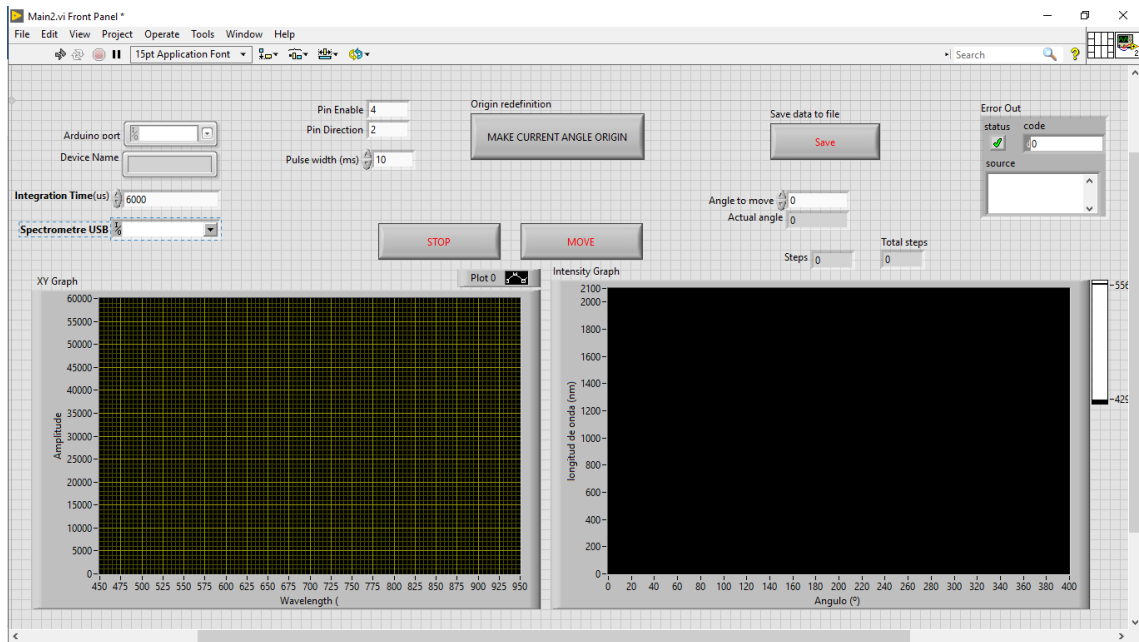 Main2.vi Front Panel *
File Edit View Project Operate Tools Window Help
15pt Application Font
Search
2
Pin Enable 4
Pin Direction 2
Pulse width (ms) 10
Origin redefinition
MAKE CURRENT ANGLE ORIGIN
Save data to file
Save
Error Out
status code
0
source
Arduino port
Device Name
Integration Time(us) 6000
Spectrometre USB
Angle to move 0
Actual angle 0
STOP
MOVE
Steps 0
Total steps
0
XY Graph
Plot 0
60000
55000
50000
45000
40000
35000
30000
25000
20000
15000
10000
5000
0
Amplitude
450 475 500 525 550 575 600 625 650 675 700 725 750 775 800 825 850 875 900 925 950
Wavelength (
Intensity Graph
2100
2000
1800
1600
1400
1200
1000
800
600
400
200
0
longitud de onda (nm)
0 20 40 60 80 100 120 140 160 180 200 220 240 260 280 300 320 340 360 380 400
Angulo (º)
-556
-429